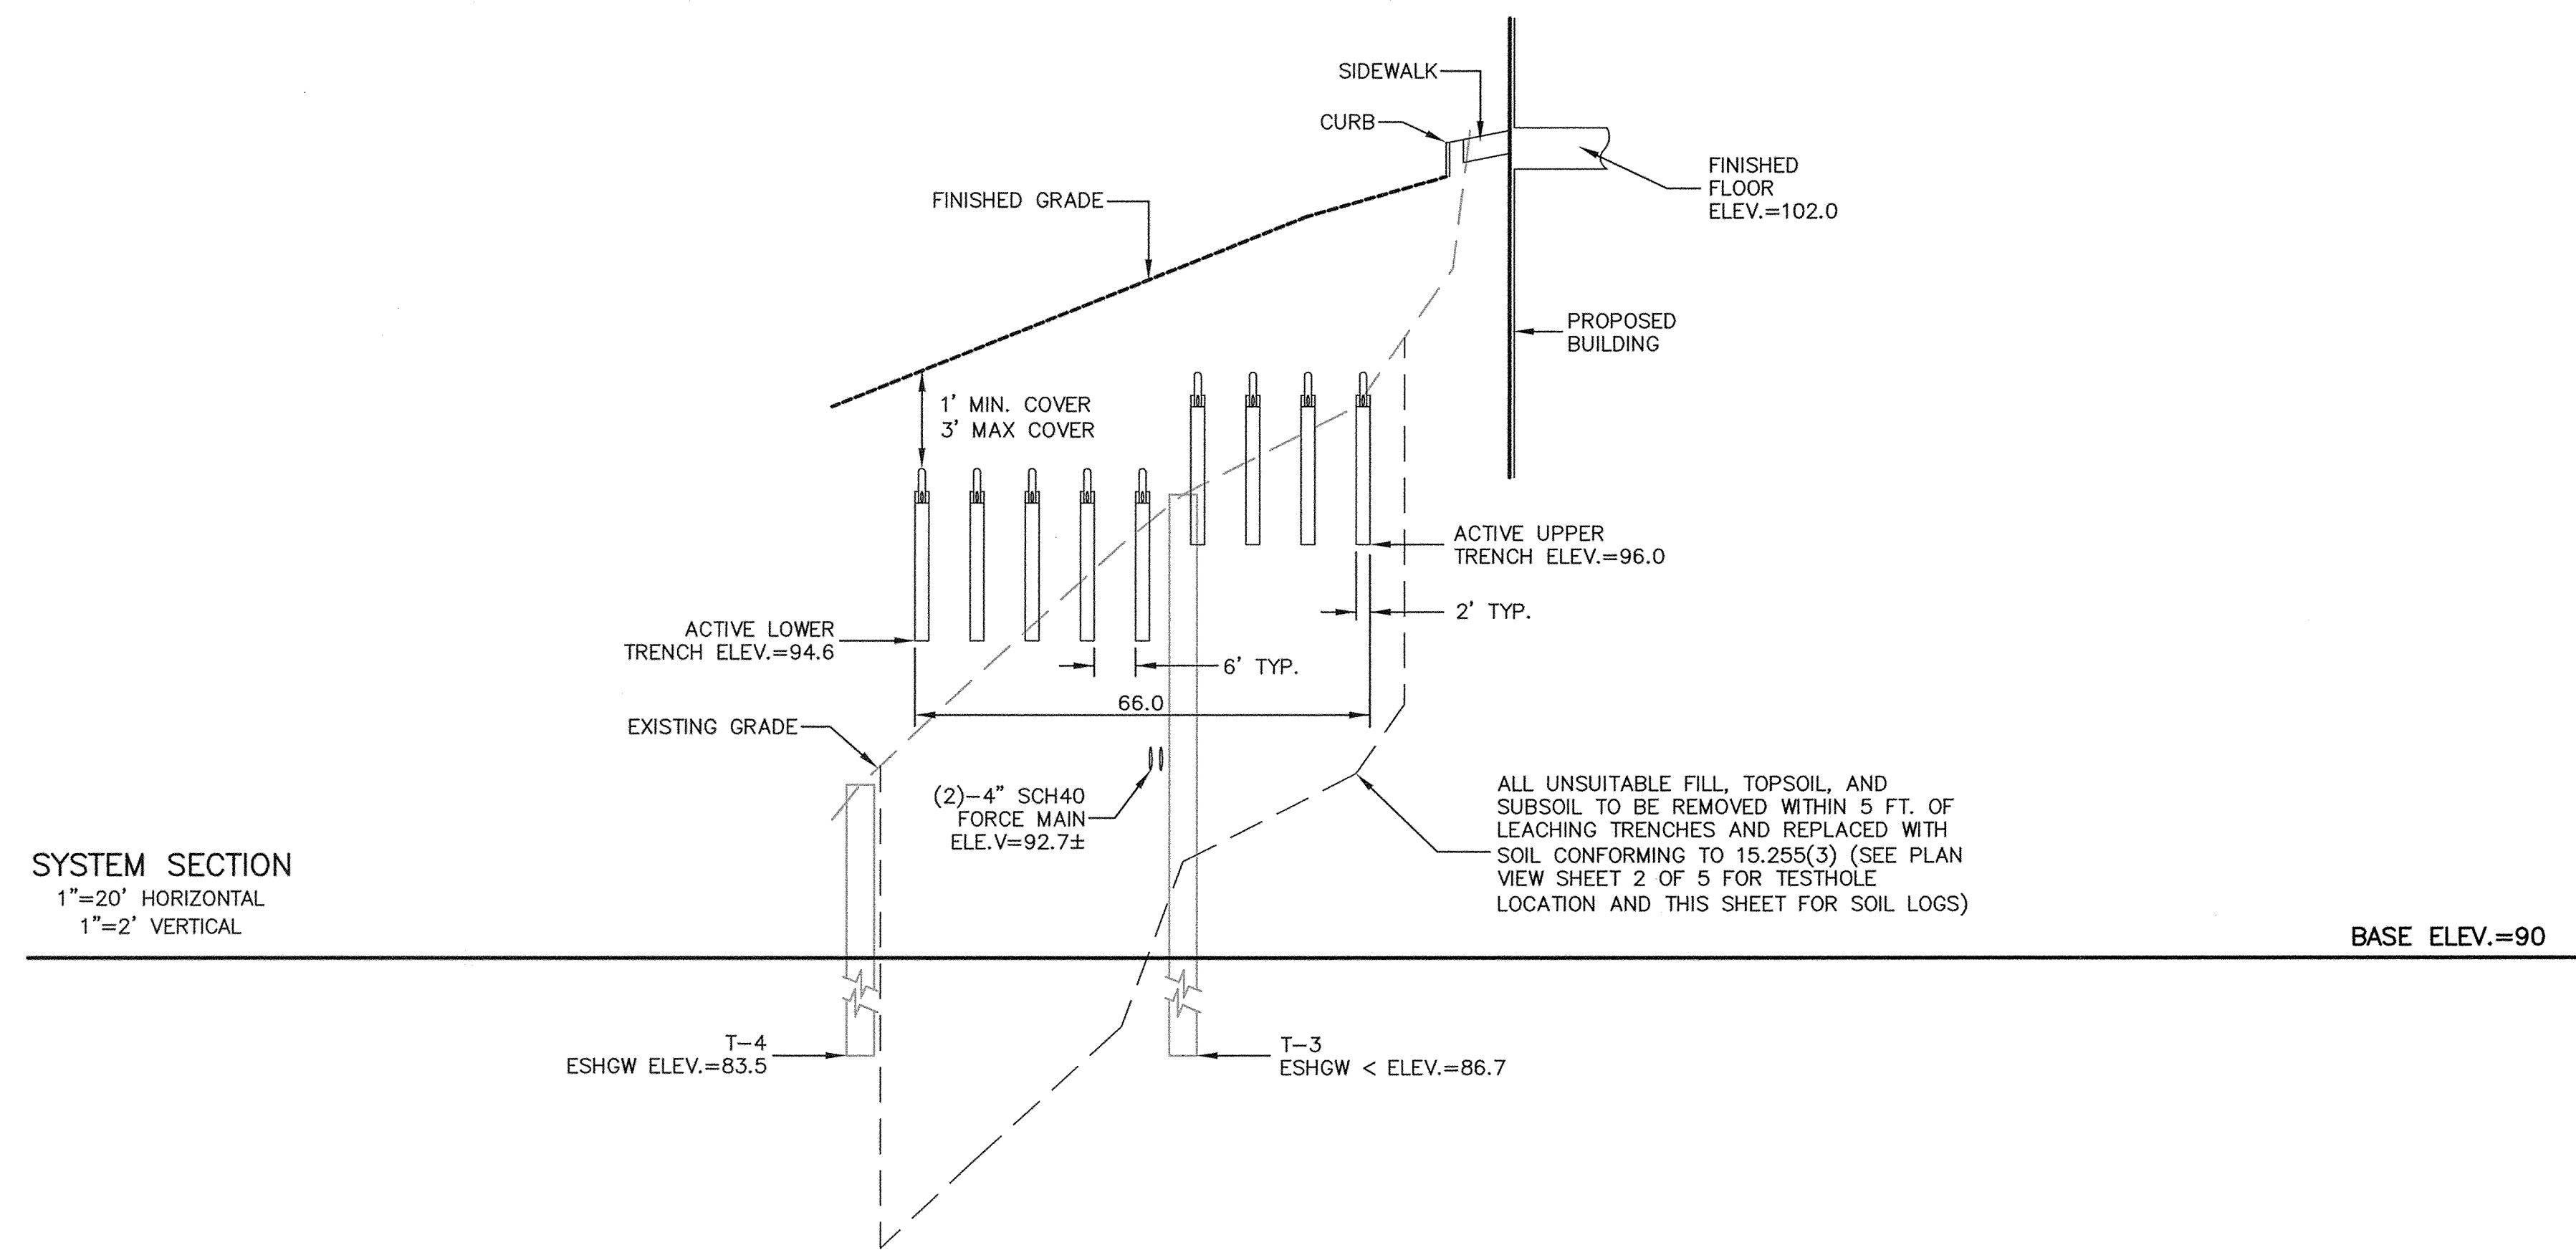 SIDEWALK
CURB
FINISHED
FLOOR
ELEV.=102.0
FINISHED GRADE
PROPOSED
BUILDING
1' MIN. COVER
3' MAX COVER
ACTIVE UPPER
TRENCH ELEV.=96.0
2' TYP.
ACTIVE LOWER
TRENCH ELEV.=94.6
6' TYP.
66.0
EXISTING GRADE
(2)-4" SCH40
FORCE MAIN
ELE.V=92.7±
ALL UNSUITABLE FILL, TOPSOIL, AND
SUBSOIL TO BE REMOVED WITHIN 5 FT. OF
LEACHING TRENCHES AND REPLACED WITH
SOIL CONFORMING TO 15.255(3) (SEE PLAN
VIEW SHEET 2 OF 5 FOR TESTHOLE
LOCATION AND THIS SHEET FOR SOIL LOGS)
SYSTEM SECTION
1"=20' HORIZONTAL
1"=2' VERTICAL
BASE ELEV.=90
T-4
ESHGW ELEV.=83.5
T-3
ESHGW < ELEV.=86.7